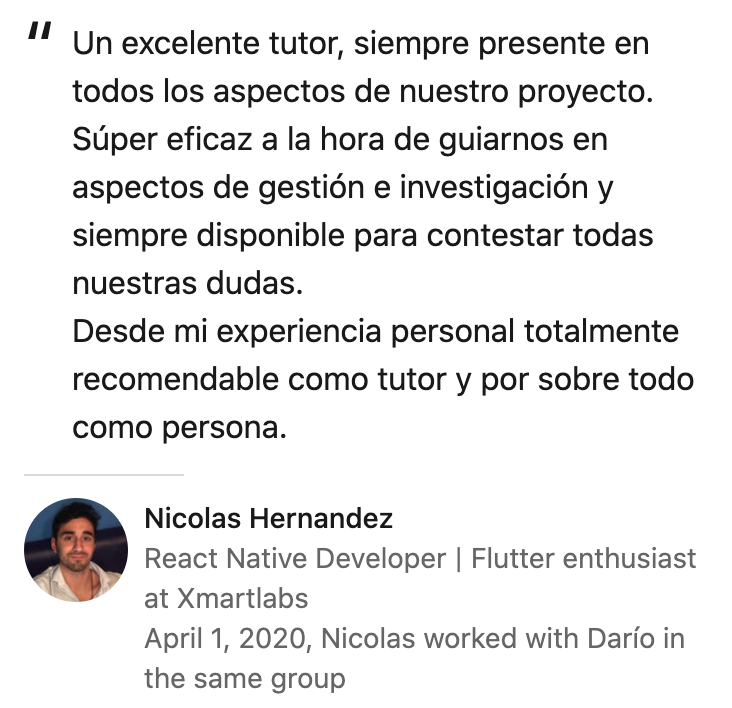 "
Un excelente tutor, siempre presente en
todos los aspectos de nuestro proyecto.
Súper eficaz a la hora de guiarnos en
aspectos de gestión e investigación y
siempre disponible para contestar todas
nuestras dudas.
Desde mi experiencia personal totalmente
recomendable como tutor y por sobre todo
como persona.
Nicolas Hernandez
React Native Developer | Flutter enthusiast
at Xmartlabs
April 1, 2020, Nicolas worked with Darío in
the same group